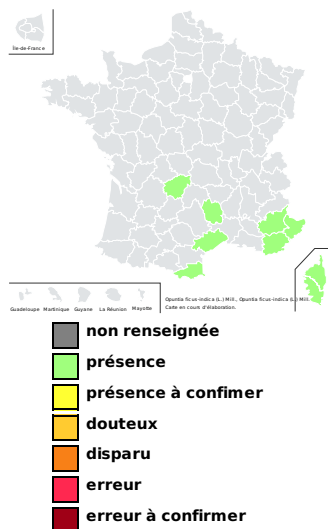 Île-de-France
Guadeloupe Martinique Guyane La Réunion Mayotte
Opuntia ficus-indica (L.) Mill., Opuntia ficus-indica (L.) Mill.
Carte en cours d'élaboration.
non renseignée
présence
présence à confimer
douteux
disparu
erreur
erreur à confirmer